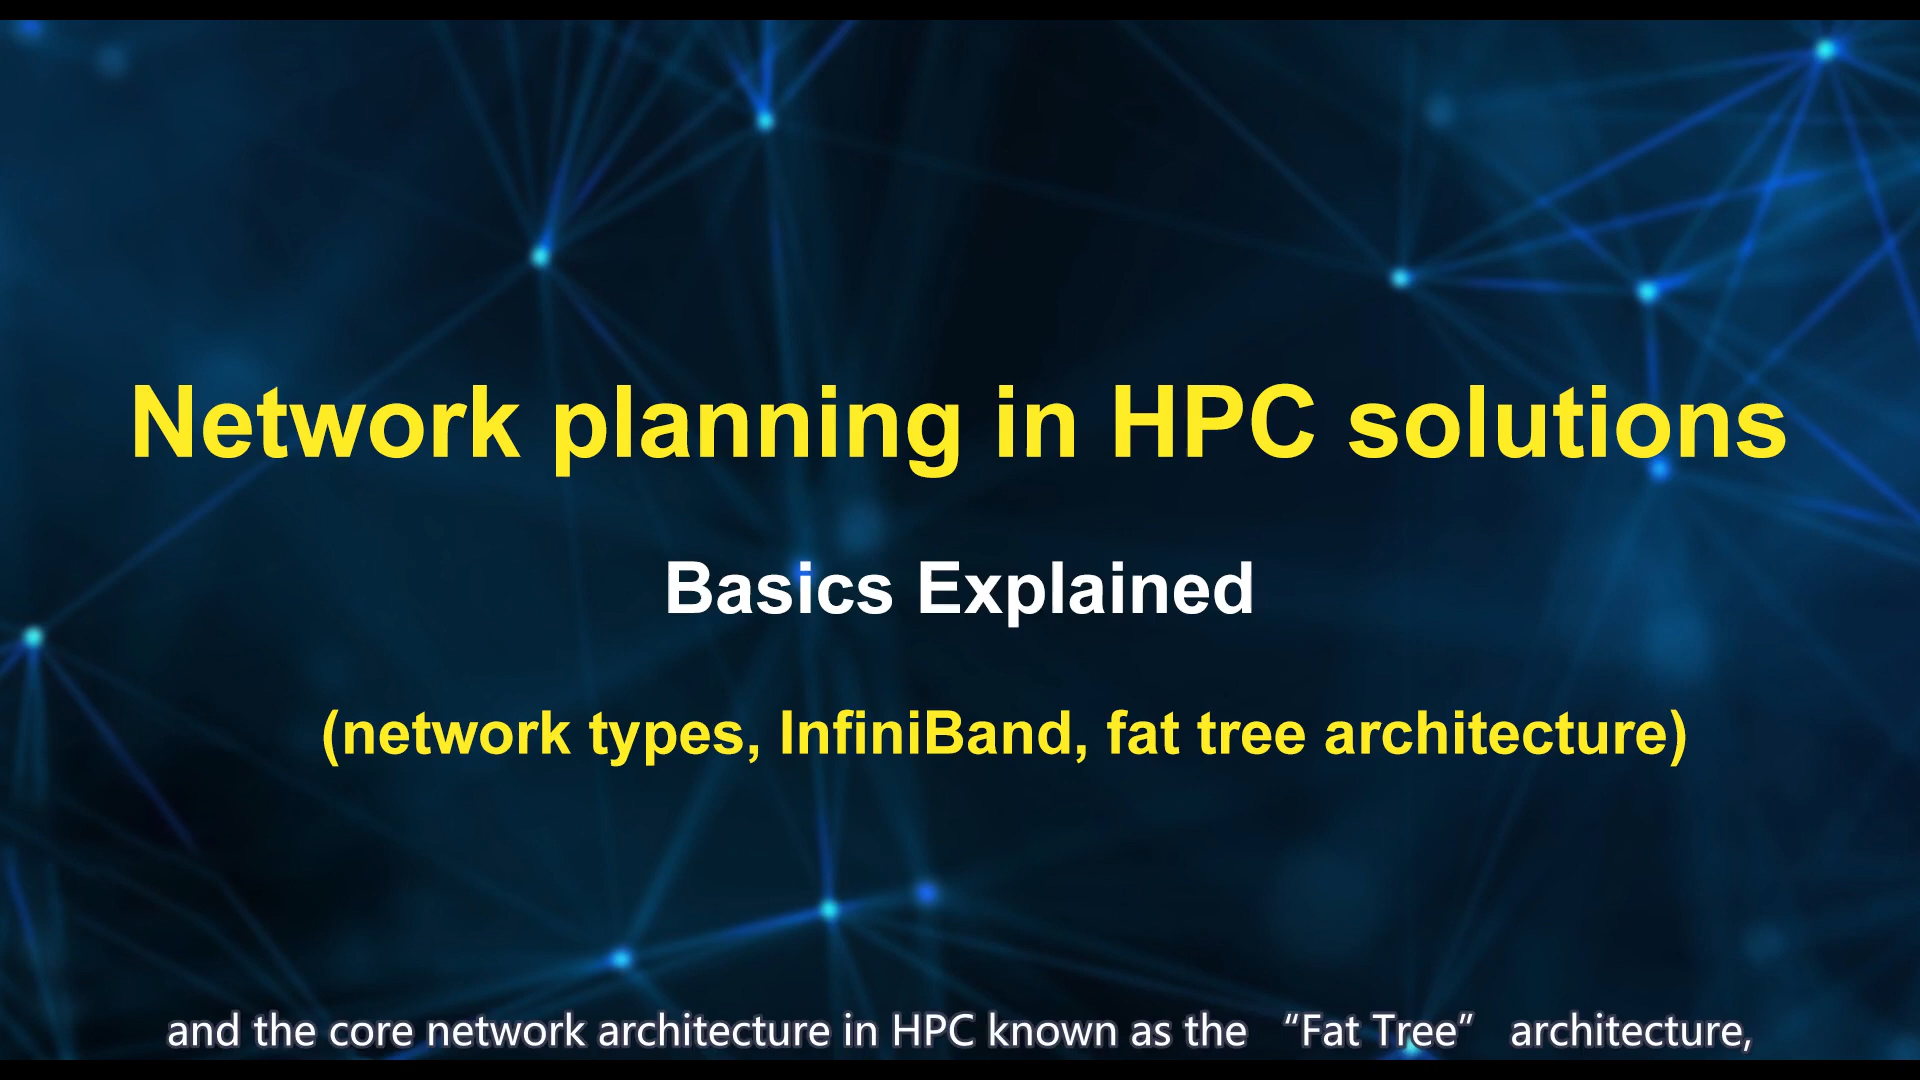 Network planning in HPC solutions
Basics Explained
(network types, InfiniBand, fat tree architecture)
and the core network architecture in HPC known as the “Fat Tree” architecture,